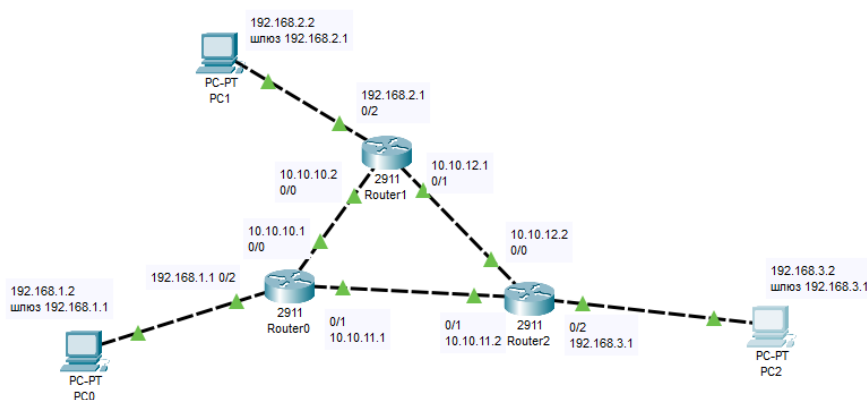 192.168.2.2
шлюз 192.168.2.1
PC-PT
PC1
192.168.2.1
0/2
10.10.10.2
0/0
2911
Router1
10.10.12.1
0/1
10.10.10.1
0/0
10.10.12.2
0/0
192.168.1.2
шлюз 192.168.1.1
192.168.1.1 0/2
2911
Router0
0/1
10.10.11.1
0/1
10.10.11.2
2911
Router2
0/2
192.168.3.1
192.168.3.2
шлюз 192.168.3.1
PC-PT
PC0
PC-PT
PC2